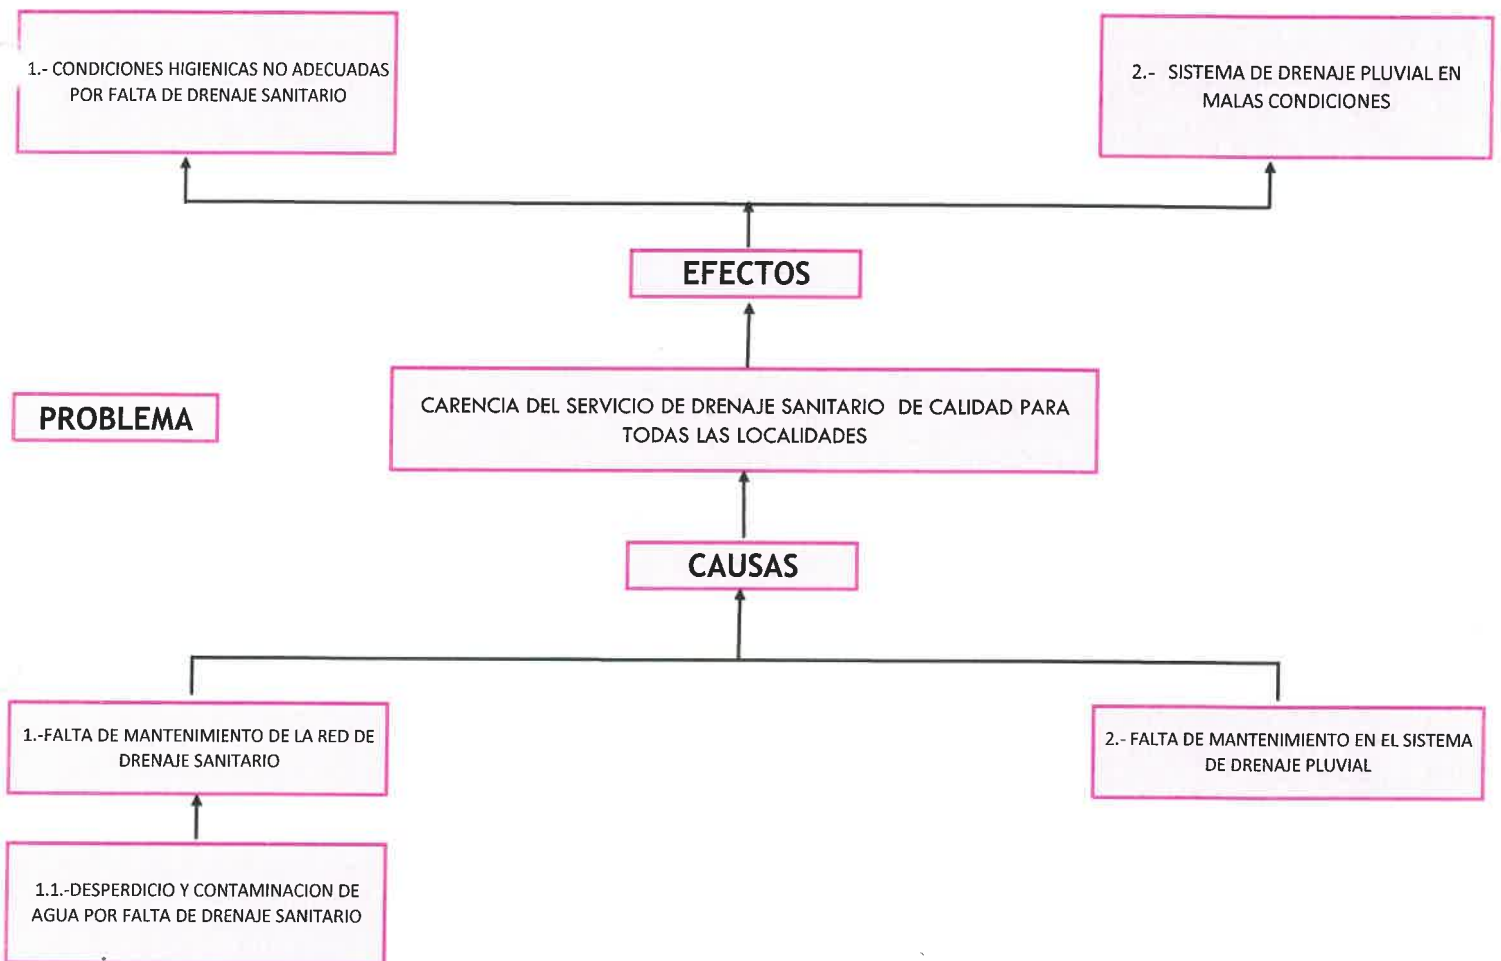 1.- CONDICIONES HIGIENICAS NO ADECUADAS
POR FALTA DE DRENAJE SANITARIO
2.- SISTEMA DE DRENAJE PLUVIAL EN
MALAS CONDICIONES
EFECTOS
PROBLEMA
CARENCIA DEL SERVICIO DE DRENAJE SANITARIO DE CALIDAD PARA
TODAS LAS LOCALIDADES
CAUSAS
1.-FALTA DE MANTENIMIENTO DE LA RED DE
DRENAJE SANITARIO
2.- FALTA DE MANTENIMIENTO EN EL SISTEMA
DE DRENAJE PLUVIAL
1.1.-DESPERDICIO Y CONTAMINACION DE
AGUA POR FALTA DE DRENAJE SANITARIO